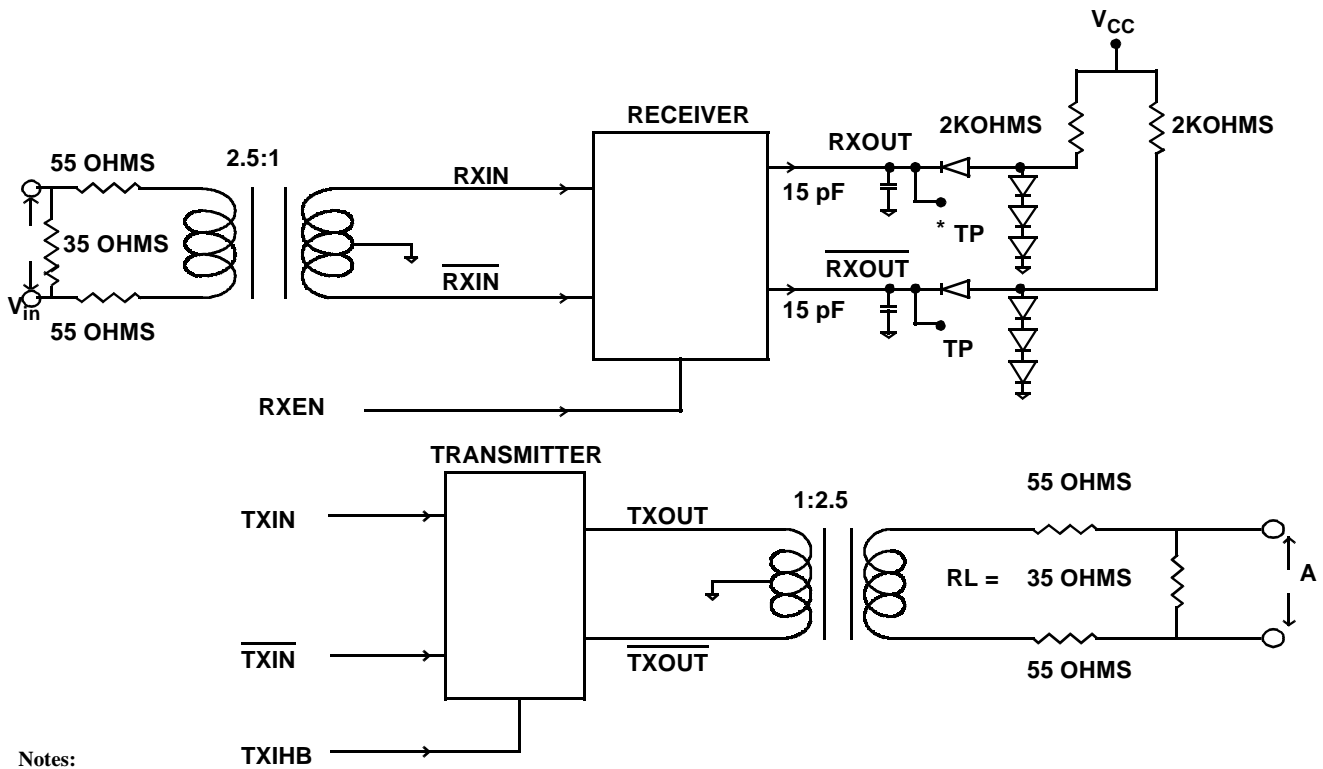 V_CC
RECEIVER
2KOHMS
2KOHMS
RXOUT
55 OHMS
2.5:1
RXIN
15 pF
* TP
35 OHMS
RXIN
RXOUT
V_in
55 OHMS
15 pF
TP
RXEN
TRANSMITTER
55 OHMS
1:2.5
TXIN
TXOUT
RL = 35 OHMS
A
TXIN
TXOUT
55 OHMS
Notes:
TXIHB